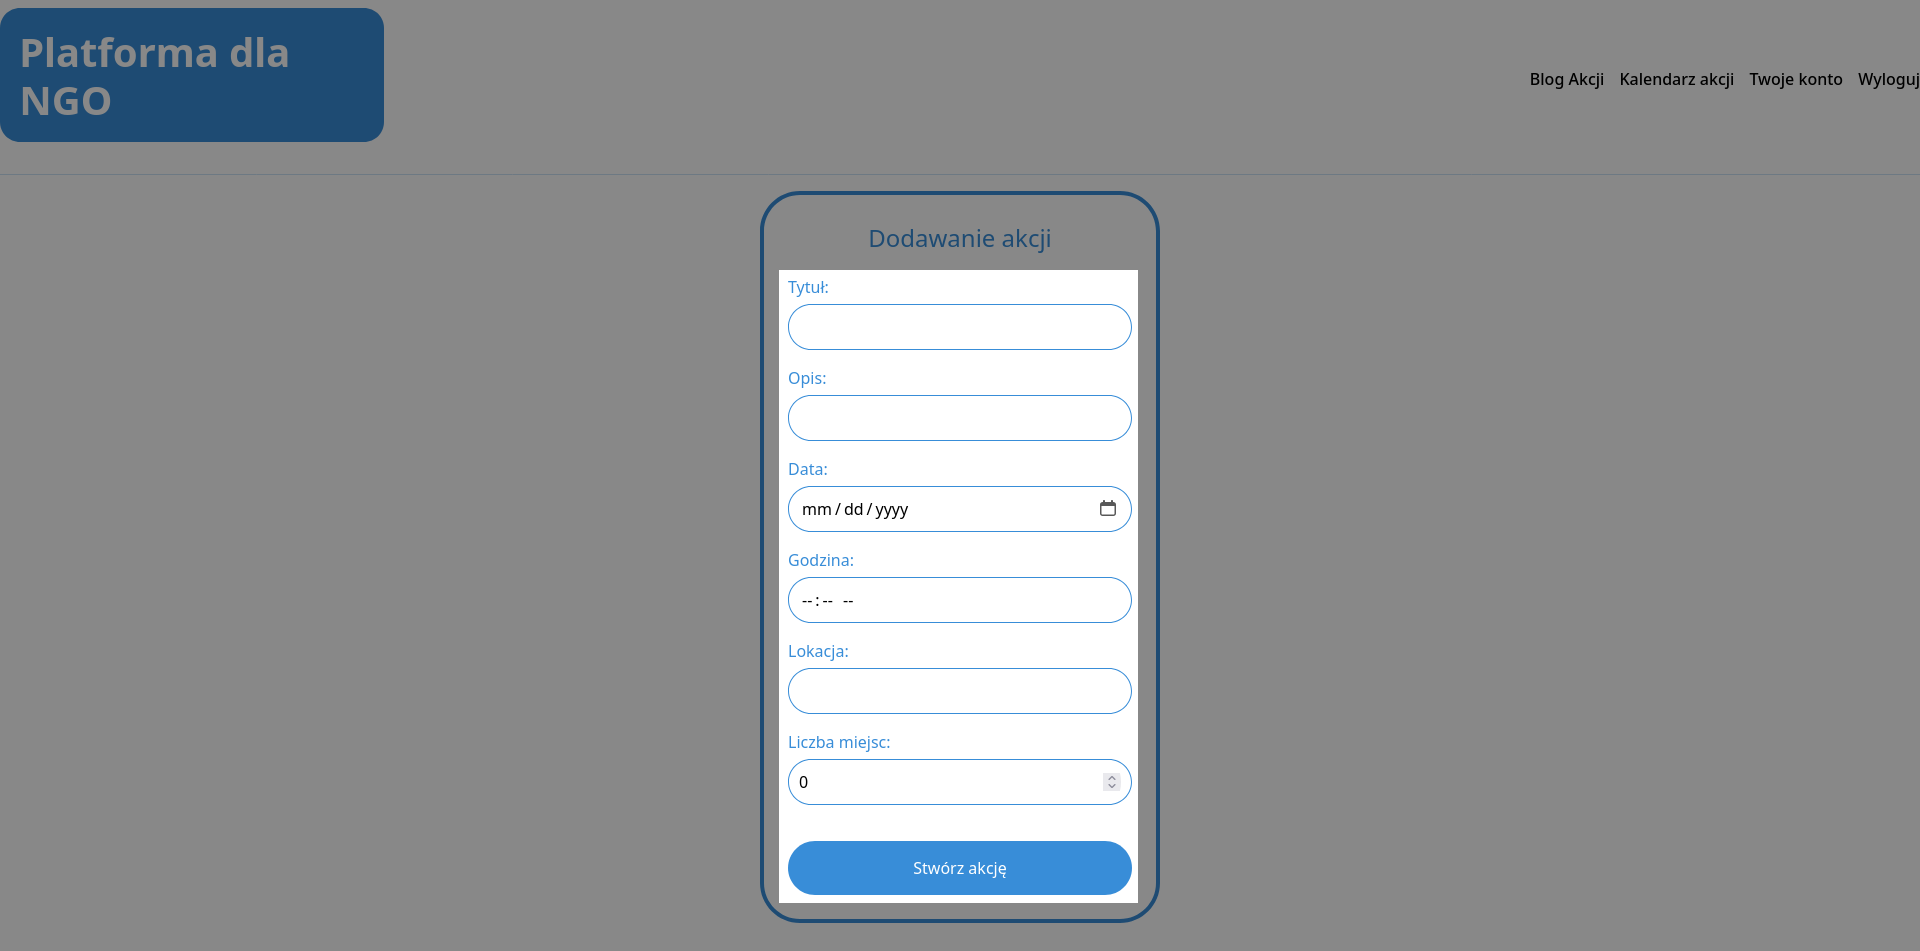 Platforma dla
NGO
Blog Akcji Kalendarz akcji Twoje konto Wyloguj
Dodawanie akcji
Tytuł:
Opis:
Data:
mm/dd/yyyy
Godzina:
--:-- --
Lokacja:
Liczba miejsc:
0
Stwórz akcję